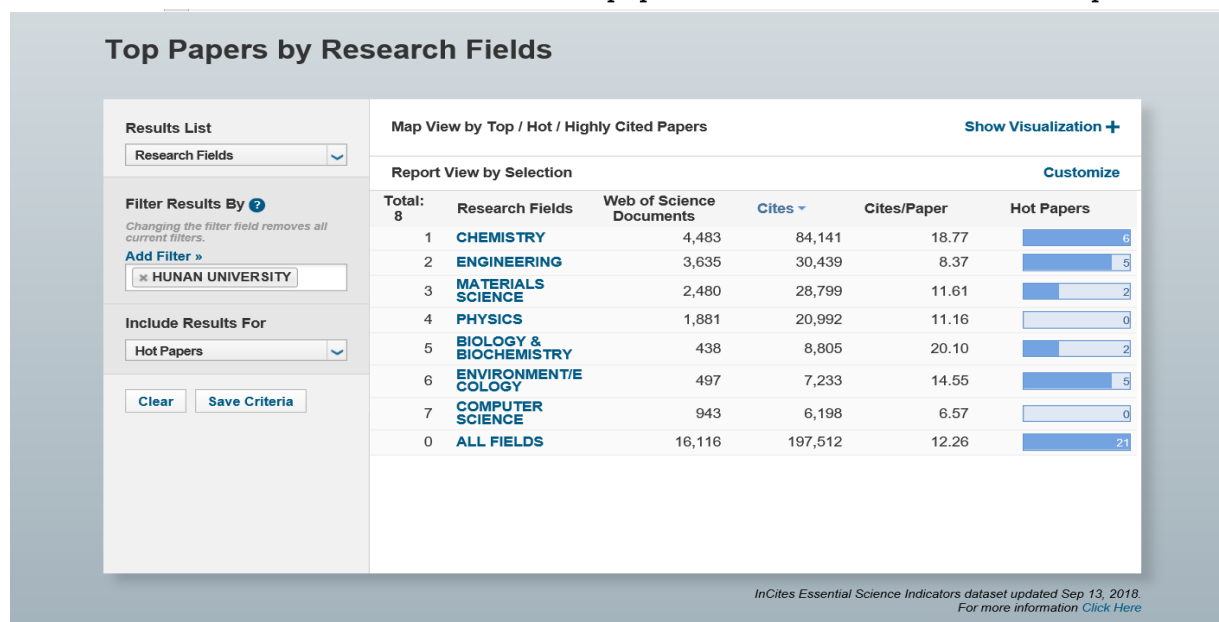 Top Papers by Research Fields
Results List
Research Fields
Filter Results By ?
Changing the filter field removes all
current filters.
Add Filter »
× HUNAN UNIVERSITY
Include Results For
Hot Papers
Clear Save Criteria
Map View by Top / Hot / Highly Cited Papers Show Visualization +
Report View by Selection Customize
Total: 8 Research Fields Web of Science Documents Cites Cites/Paper Hot Papers
1 CHEMISTRY 4,483 84,141 18.77 6
2 ENGINEERING 3,635 30,439 8.37 5
3 MATERIALS SCIENCE 2,480 28,799 11.61 2
4 PHYSICS 1,881 20,992 11.16 0
5 BIOLOGY & BIOCHEMISTRY 438 8,805 20.10 2
6 ENVIRONMENT/ECOLOGY 497 7,233 14.55 5
7 COMPUTER SCIENCE 943 6,198 6.57 0
0 ALL FIELDS 16,116 197,512 12.26 21
InCites Essential Science Indicators dataset updated Sep 13, 2018.
For more information Click Here